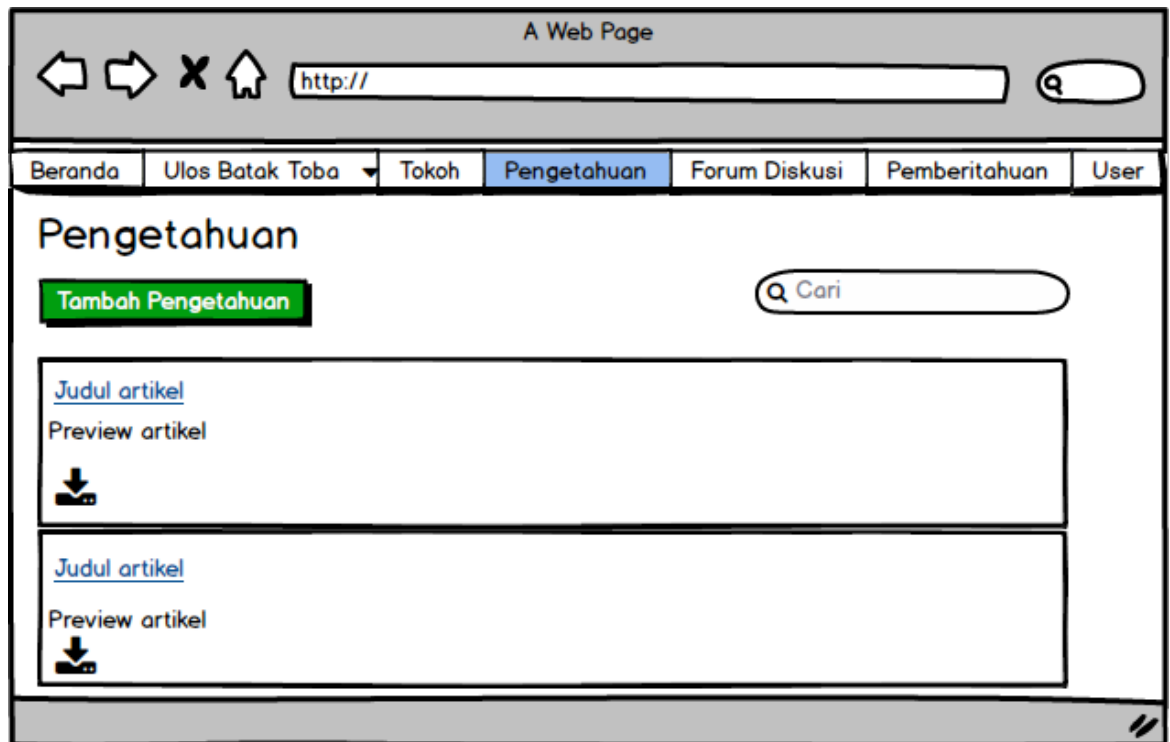 A Web Page
http://
Beranda Ulos Batak Toba Tokoh Pengetahuan Forum Diskusi Pemberitahuan User
Pengetahuan
Tambah Pengetahuan Cari
Judul artikel
Preview artikel
Judul artikel
Preview artikel